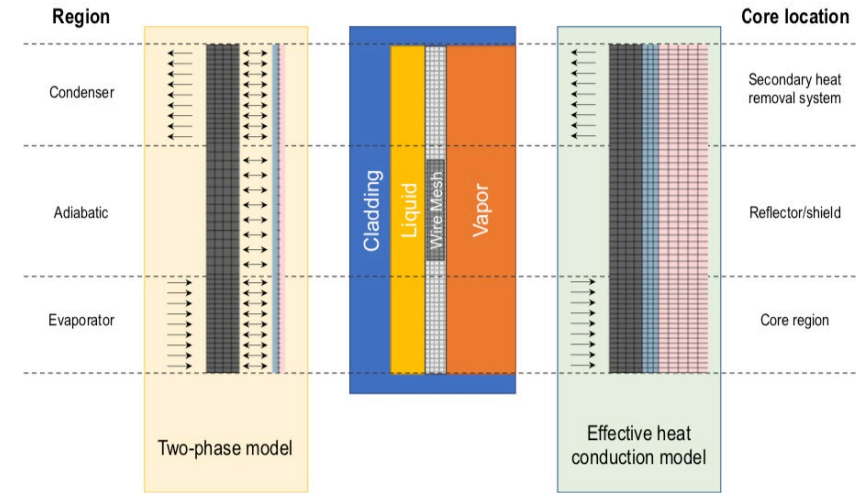 Region
Core location
Condenser
Secondary heat
removal system
Adiabatic
Reflector/shield
Evaporator
Core region
Cladding
Liquid
Wire Mesh
Vapor
Two-phase model
Effective heat
conduction model